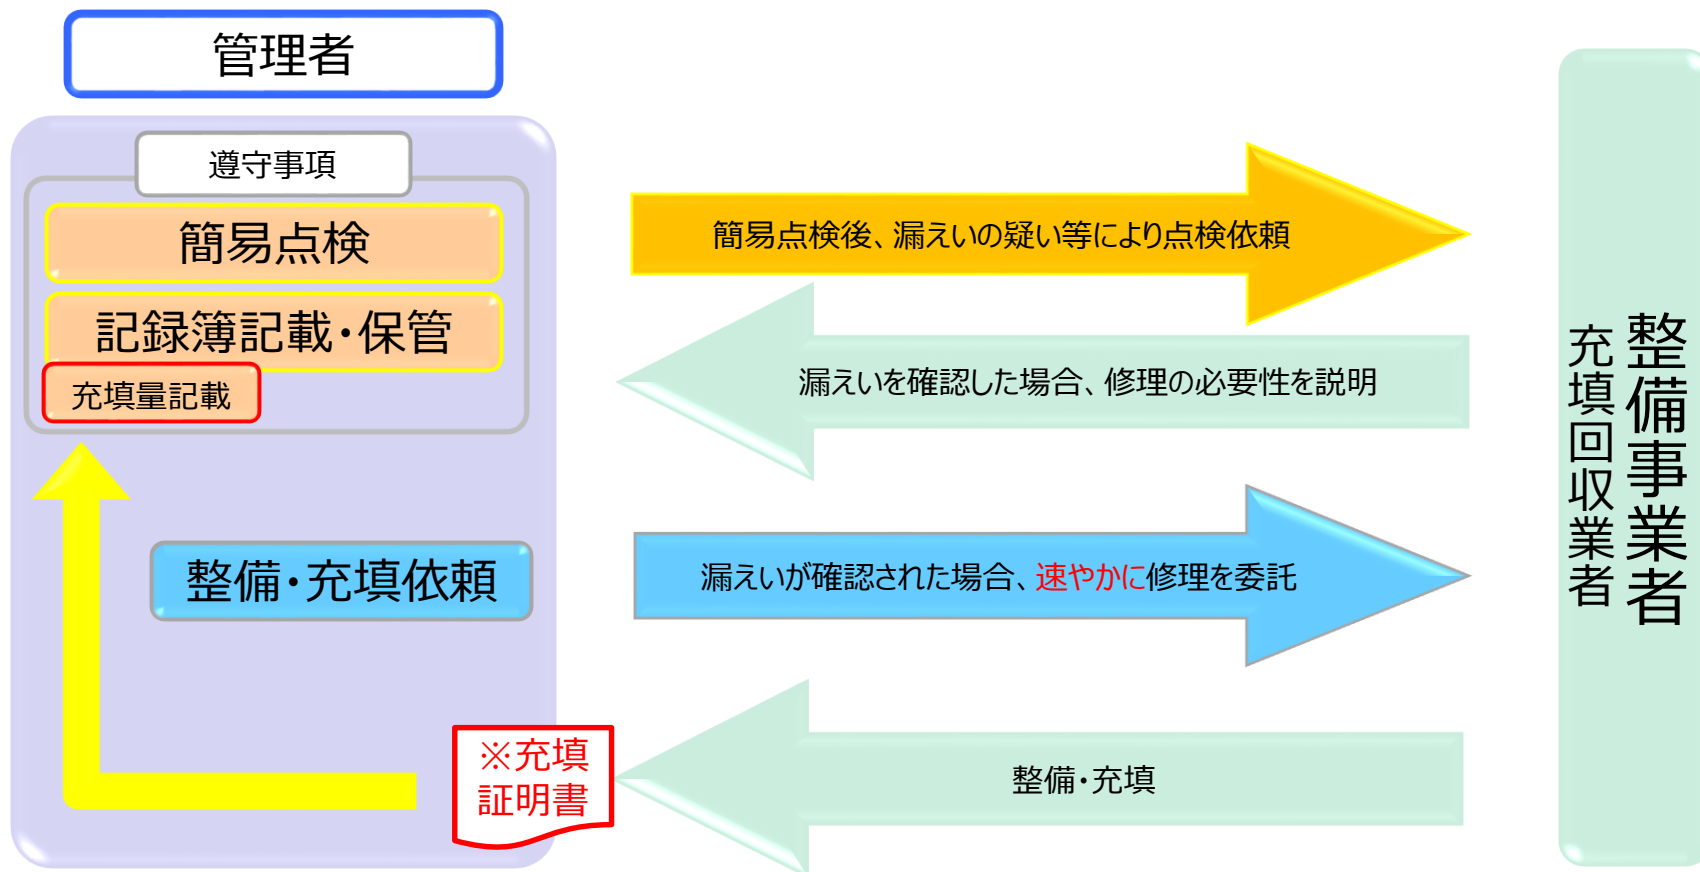 管理者
遵守事項
簡易点検
記録簿記載・保管
充填量記載
整備・充填依頼
※充填
証明書
簡易点検後、漏えいの疑い等により点検依頼
漏えいを確認した場合、修理の必要性を説明
漏えいが確認された場合、速やかに修理を委託
整備・充填
整備事業者
充填回収業者